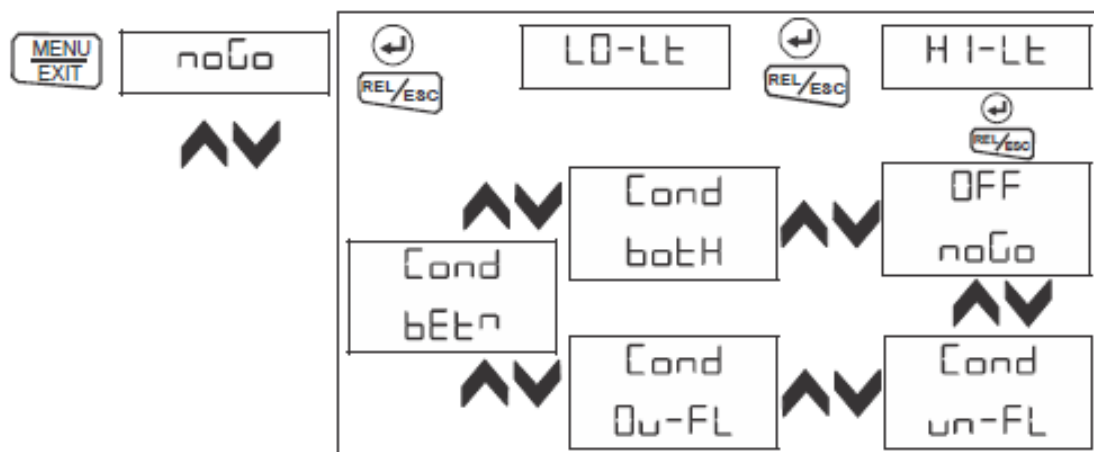 MENU
EXIT
noGo
REL/ESC
LO-Lt
REL/ESC
HI-Lt
REL/ESC
Cond
botH
OFF
noGo
Cond
bEtn
Cond
Ou-FL
Cond
un-FL